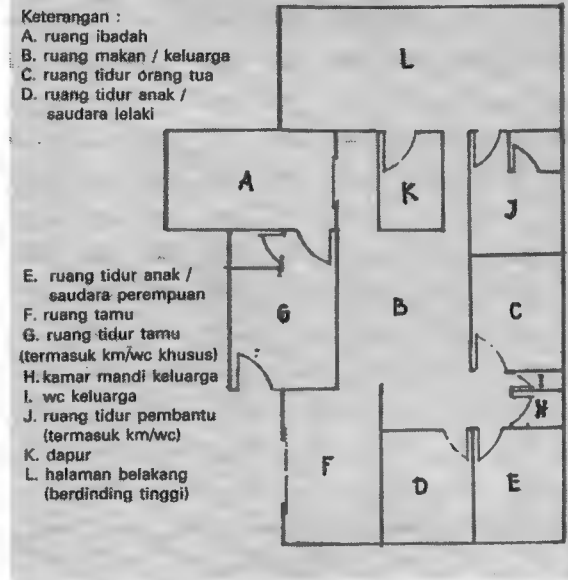 Keterangan :
A. ruang ibadah
B. ruang makan / keluarga
C. ruang tidur orang tua
D. ruang tidur anak /
saudara lelaki
E. ruang tidur anak /
saudara perempuan
F. ruang tamu
G. ruang tidur tamu
(termasuk km/wc khusus)
H. kamar mandi keluarga
I. wc keluarga
J. ruang tidur pembantu
(termasuk km/wc)
K. dapur
L. halaman belakang
(berdinding tinggi)
L
A
K
J
G
B
C
I
H
F
D
E